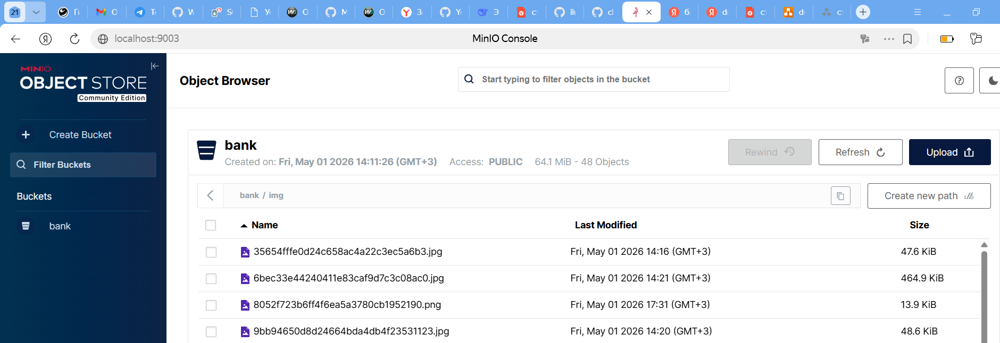 21
localhost:9003
MinIO Console
MINIO
OBJECT STORE
Community Edition
Create Bucket
Filter Buckets
Buckets
bank
Object Browser
Start typing to filter objects in the bucket
bank
Created on: Fri, May 01 2026 14:11:26 (GMT+3) Access: PUBLIC 64.1 MiB - 48 Objects
Rewind
Refresh
Upload
bank / img
Create new path
Name Last Modified Size
35654fffe0d24c658ac4a22c3ec5a6b3.jpg Fri, May 01 2026 14:16 (GMT+3) 47.6 KiB
6bec33e44240411e83caf9d7c3c08ac0.jpg Fri, May 01 2026 14:21 (GMT+3) 464.9 KiB
8052f723b6ff4f6ea5a3780cb1952190.png Fri, May 01 2026 17:31 (GMT+3) 13.9 KiB
9bb94650d8d24664bda4db4f23531123.jpg Fri, May 01 2026 14:20 (GMT+3) 48.6 KiB